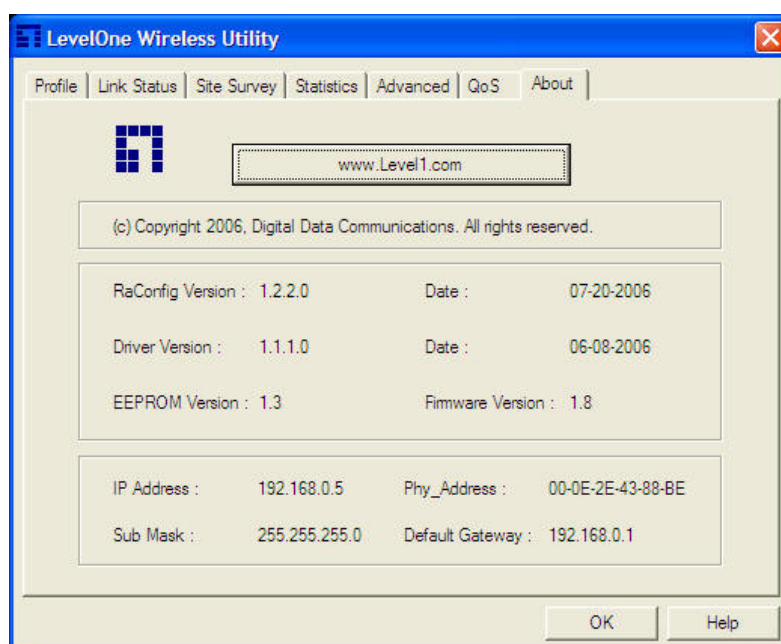 LevelOne Wireless Utility
Profile Link Status Site Survey Statistics Advanced QoS About
www.Level1.com
(c) Copyright 2006, Digital Data Communications. All rights reserved.
RaConfig Version : 1.2.2.0 Date : 07-20-2006
Driver Version : 1.1.1.0 Date : 06-08-2006
EEPROM Version : 1.3 Firmware Version : 1.8
IP Address : 192.168.0.5 Phy_Address : 00-0E-2E-43-88-BE
Sub Mask : 255.255.255.0 Default Gateway : 192.168.0.1
OK Help